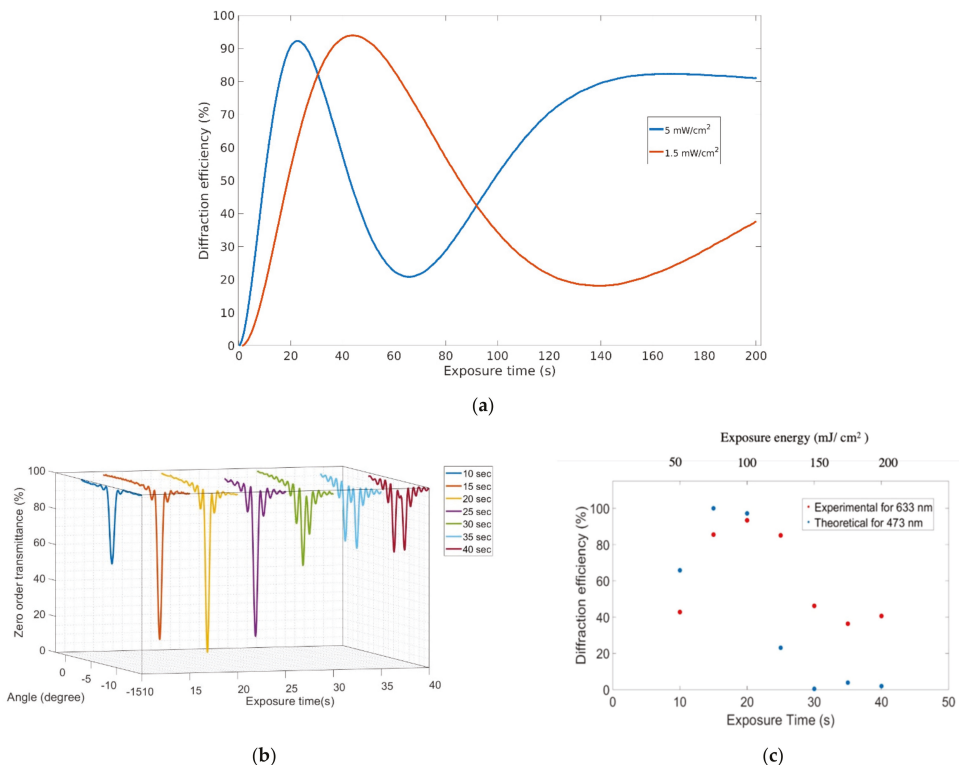 100
90
80
70
60
50
40
30
20
10
0
Diffraction efficiency (%)
5 mW/cm²
1.5 mW/cm²
0 20 40 60 80 100 120 140 160 180 200
Exposure time (s)
(a)
100
80
60
40
20
0
Zero order transmittance (%)
0
-5
-10
-15
Angle (degree)
10 15 20 25 30 35 40
Exposure time(s)
10 sec
15 sec
20 sec
25 sec
30 sec
35 sec
40 sec
(b)
Exposure energy (mJ/ cm²)
50 100 150 200
100
80
60
40
20
0
Diffraction efficiency (%)
Experimental for 633 nm
Theoretical for 473 nm
0 10 20 30 40 50
Exposure Time (s)
(c)